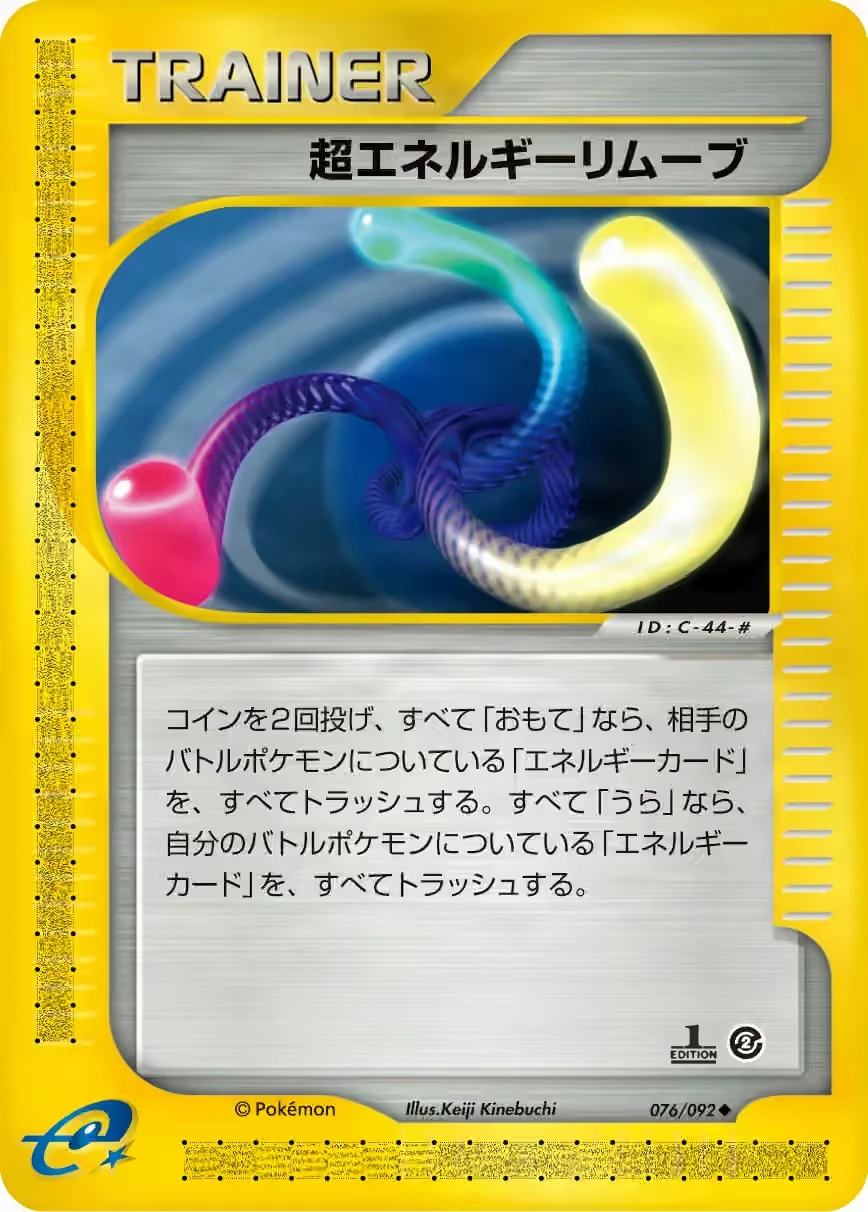 TRAINER
超エネルギーリムーブ
ID:C-44-#
コインを2回投げ、すべて「おもて」なら、相手の
バトルポケモンについている「エネルギーカード」
を、すべてトラッシュする。すべて「うら」なら、
自分のバトルポケモンについている「エネルギー
カード」を、すべてトラッシュする。
1
EDITION
2
© Pokémon
Illus.Keiji Kinebuchi
076/092◆
e